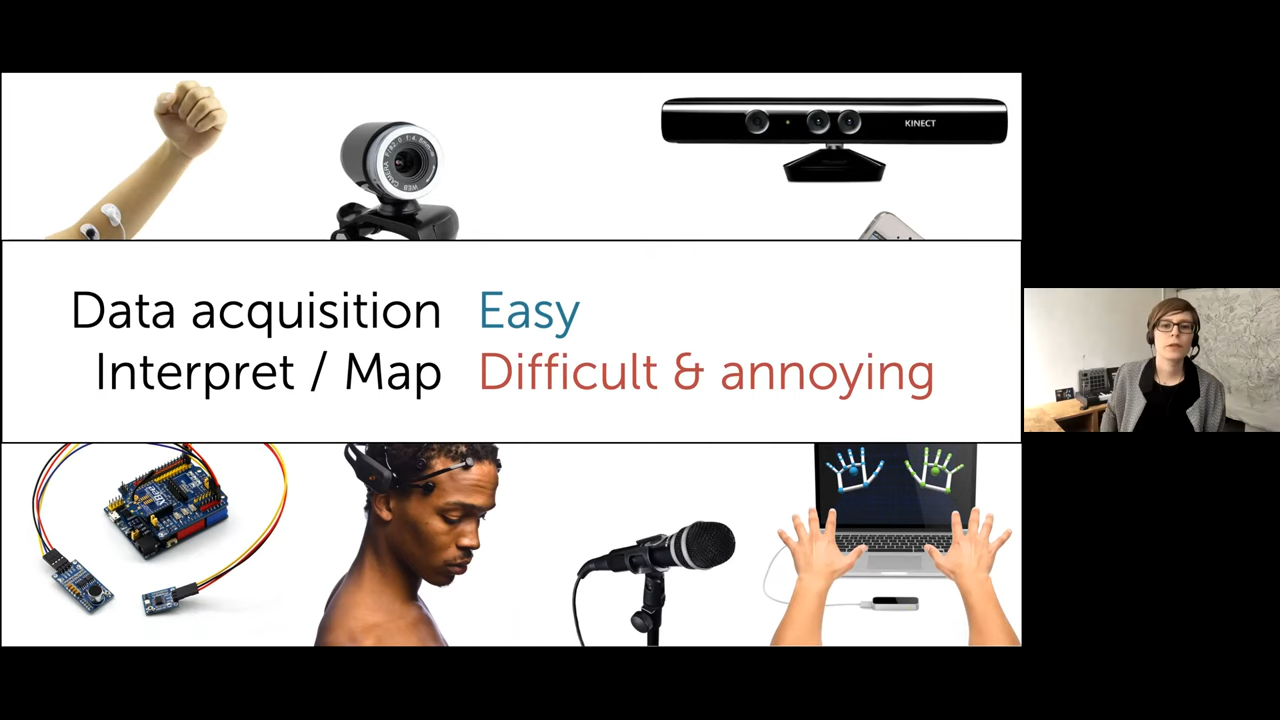 KINECT
Data acquisition Easy
Interpret / Map Difficult & annoying